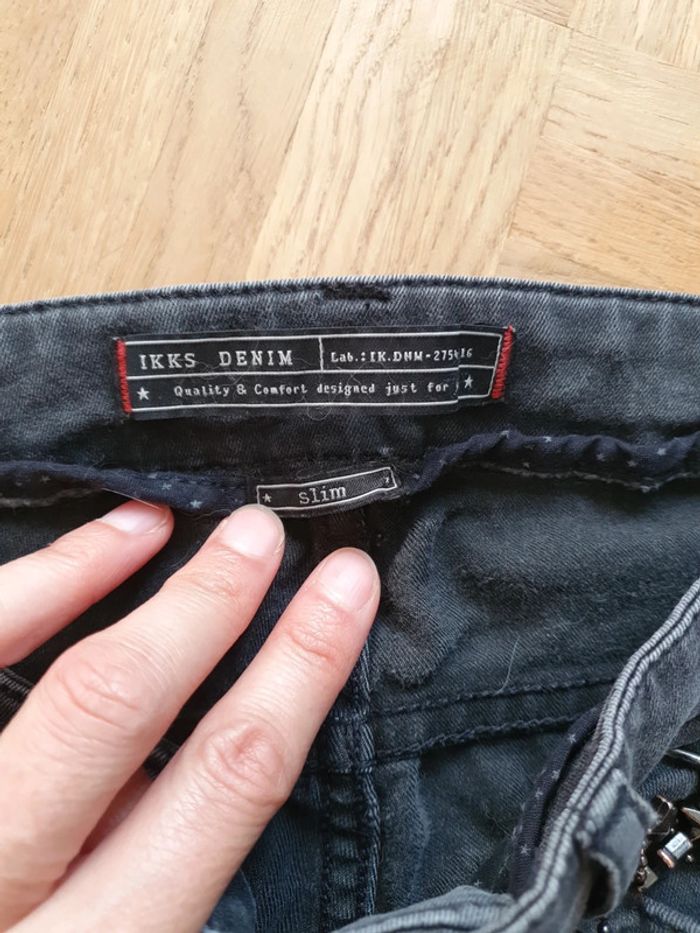 IKKS DENIM Lab.: IK.DNM-275416
★ Quality & Comfort designed just for ★
Slim